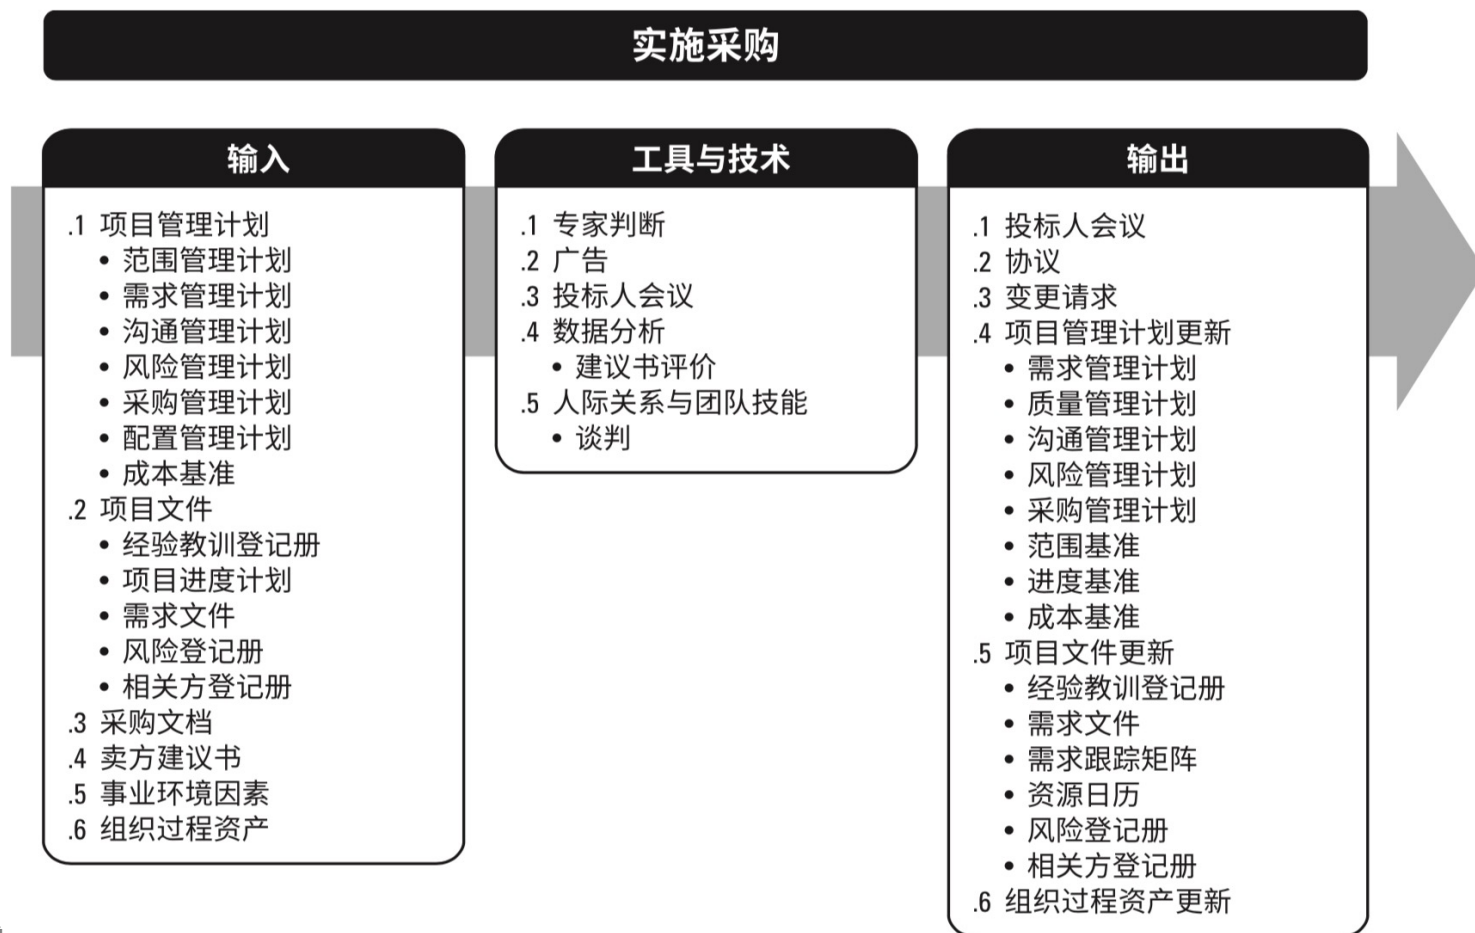 实施采购
输入
.1 项目管理计划
• 范围管理计划
• 需求管理计划
• 沟通管理计划
• 风险管理计划
• 采购管理计划
• 配置管理计划
• 成本基准
.2 项目文件
• 经验教训登记册
• 项目进度计划
• 需求文件
• 风险登记册
• 相关方登记册
.3 采购文档
.4 卖方建议书
.5 事业环境因素
.6 组织过程资产
工具与技术
.1 专家判断
.2 广告
.3 投标人会议
.4 数据分析
• 建议书评价
.5 人际关系与团队技能
• 谈判
输出
.1 投标人会议
.2 协议
.3 变更请求
.4 项目管理计划更新
• 需求管理计划
• 质量管理计划
• 沟通管理计划
• 风险管理计划
• 采购管理计划
• 范围基准
• 进度基准
• 成本基准
.5 项目文件更新
• 经验教训登记册
• 需求文件
• 需求跟踪矩阵
• 资源日历
• 风险登记册
• 相关方登记册
.6 组织过程资产更新